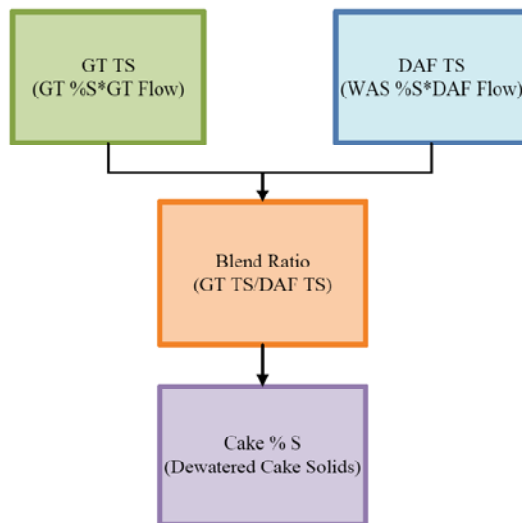 GT TS
(GT %S*GT Flow)
DAF TS
(WAS %S*DAF Flow)
Blend Ratio
(GT TS/DAF TS)
Cake % S
(Dewatered Cake Solids)